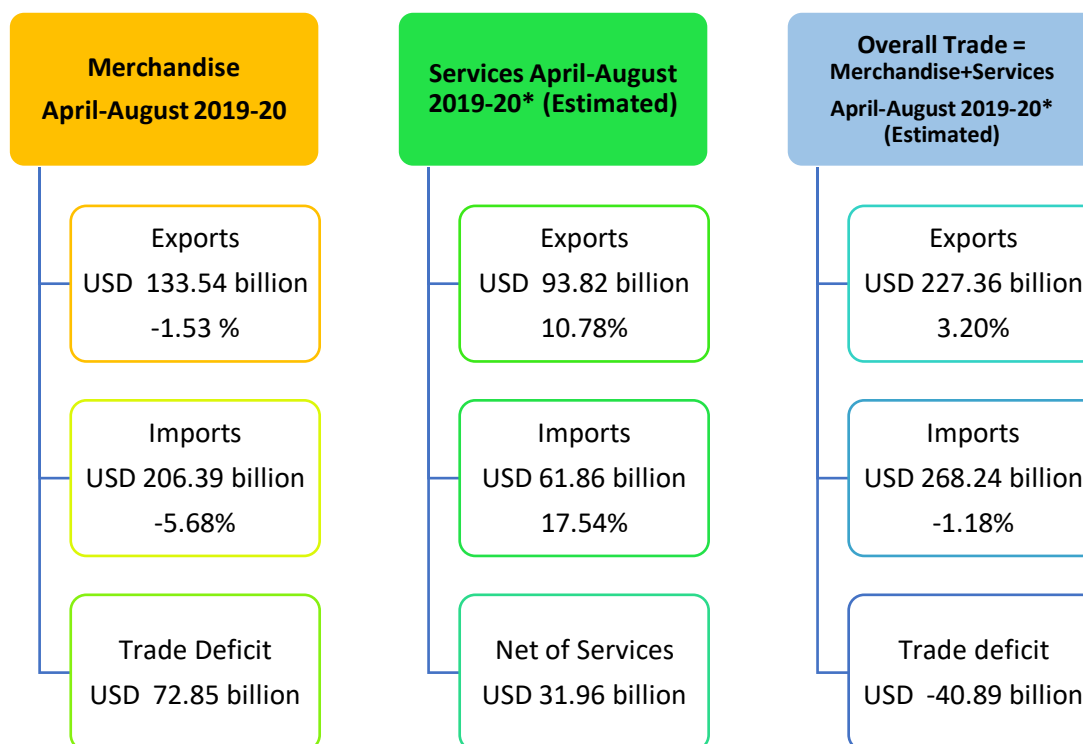 Merchandise
April-August 2019-20
Exports
USD 133.54 billion
-1.53 %
Imports
USD 206.39 billion
-5.68%
Trade Deficit
USD 72.85 billion
Services April-August
2019-20* (Estimated)
Exports
USD 93.82 billion
10.78%
Imports
USD 61.86 billion
17.54%
Net of Services
USD 31.96 billion
Overall Trade =
Merchandise+Services
April-August 2019-20*
(Estimated)
Exports
USD 227.36 billion
3.20%
Imports
USD 268.24 billion
-1.18%
Trade deficit
USD -40.89 billion